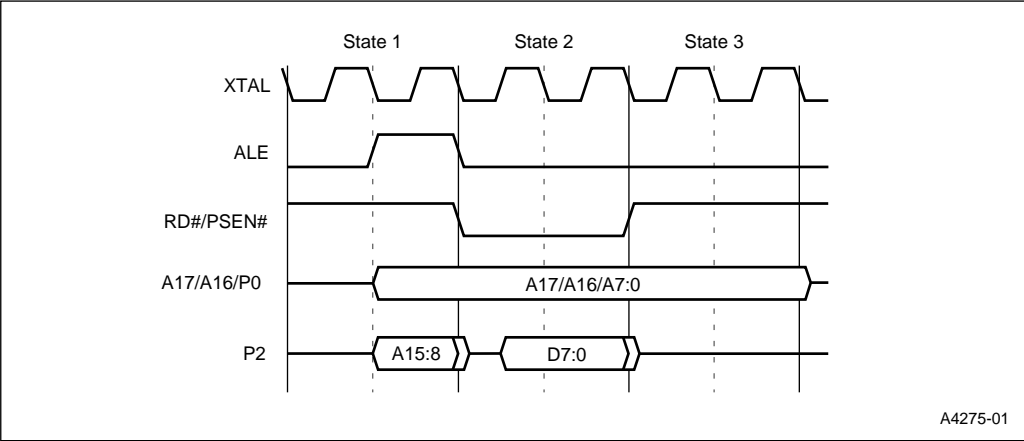 State 1 State 2 State 3
XTAL
ALE
RD#/PSEN#
A17/A16/P0
A17/A16/A7:0
P2
A15:8
D7:0
A4275-01